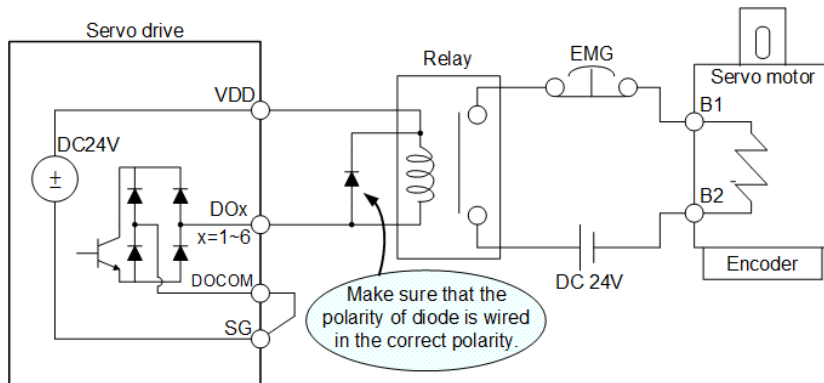 Servo drive
VDD
DC24V
±
DOx
x=1~6
DOCOM
SG
Relay
EMG
Servo motor
B1
B2
DC 24V
Encoder
Make sure that the
polarity of diode is wired
in the correct polarity.